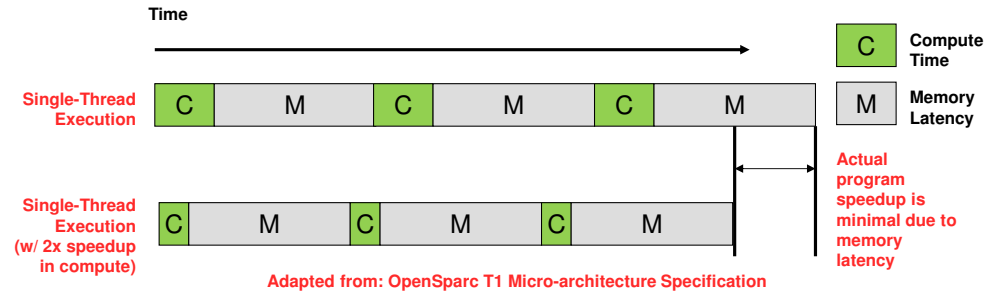 Time
C
Compute
Time
Single-Thread
Execution
C M C M C M
M
Memory
Latency
Actual
program
speedup is
minimal due to
memory
latency
Single-Thread
Execution
(w/ 2x speedup
in compute)
C M C M C M
Adapted from: OpenSparc T1 Micro-architecture Specification